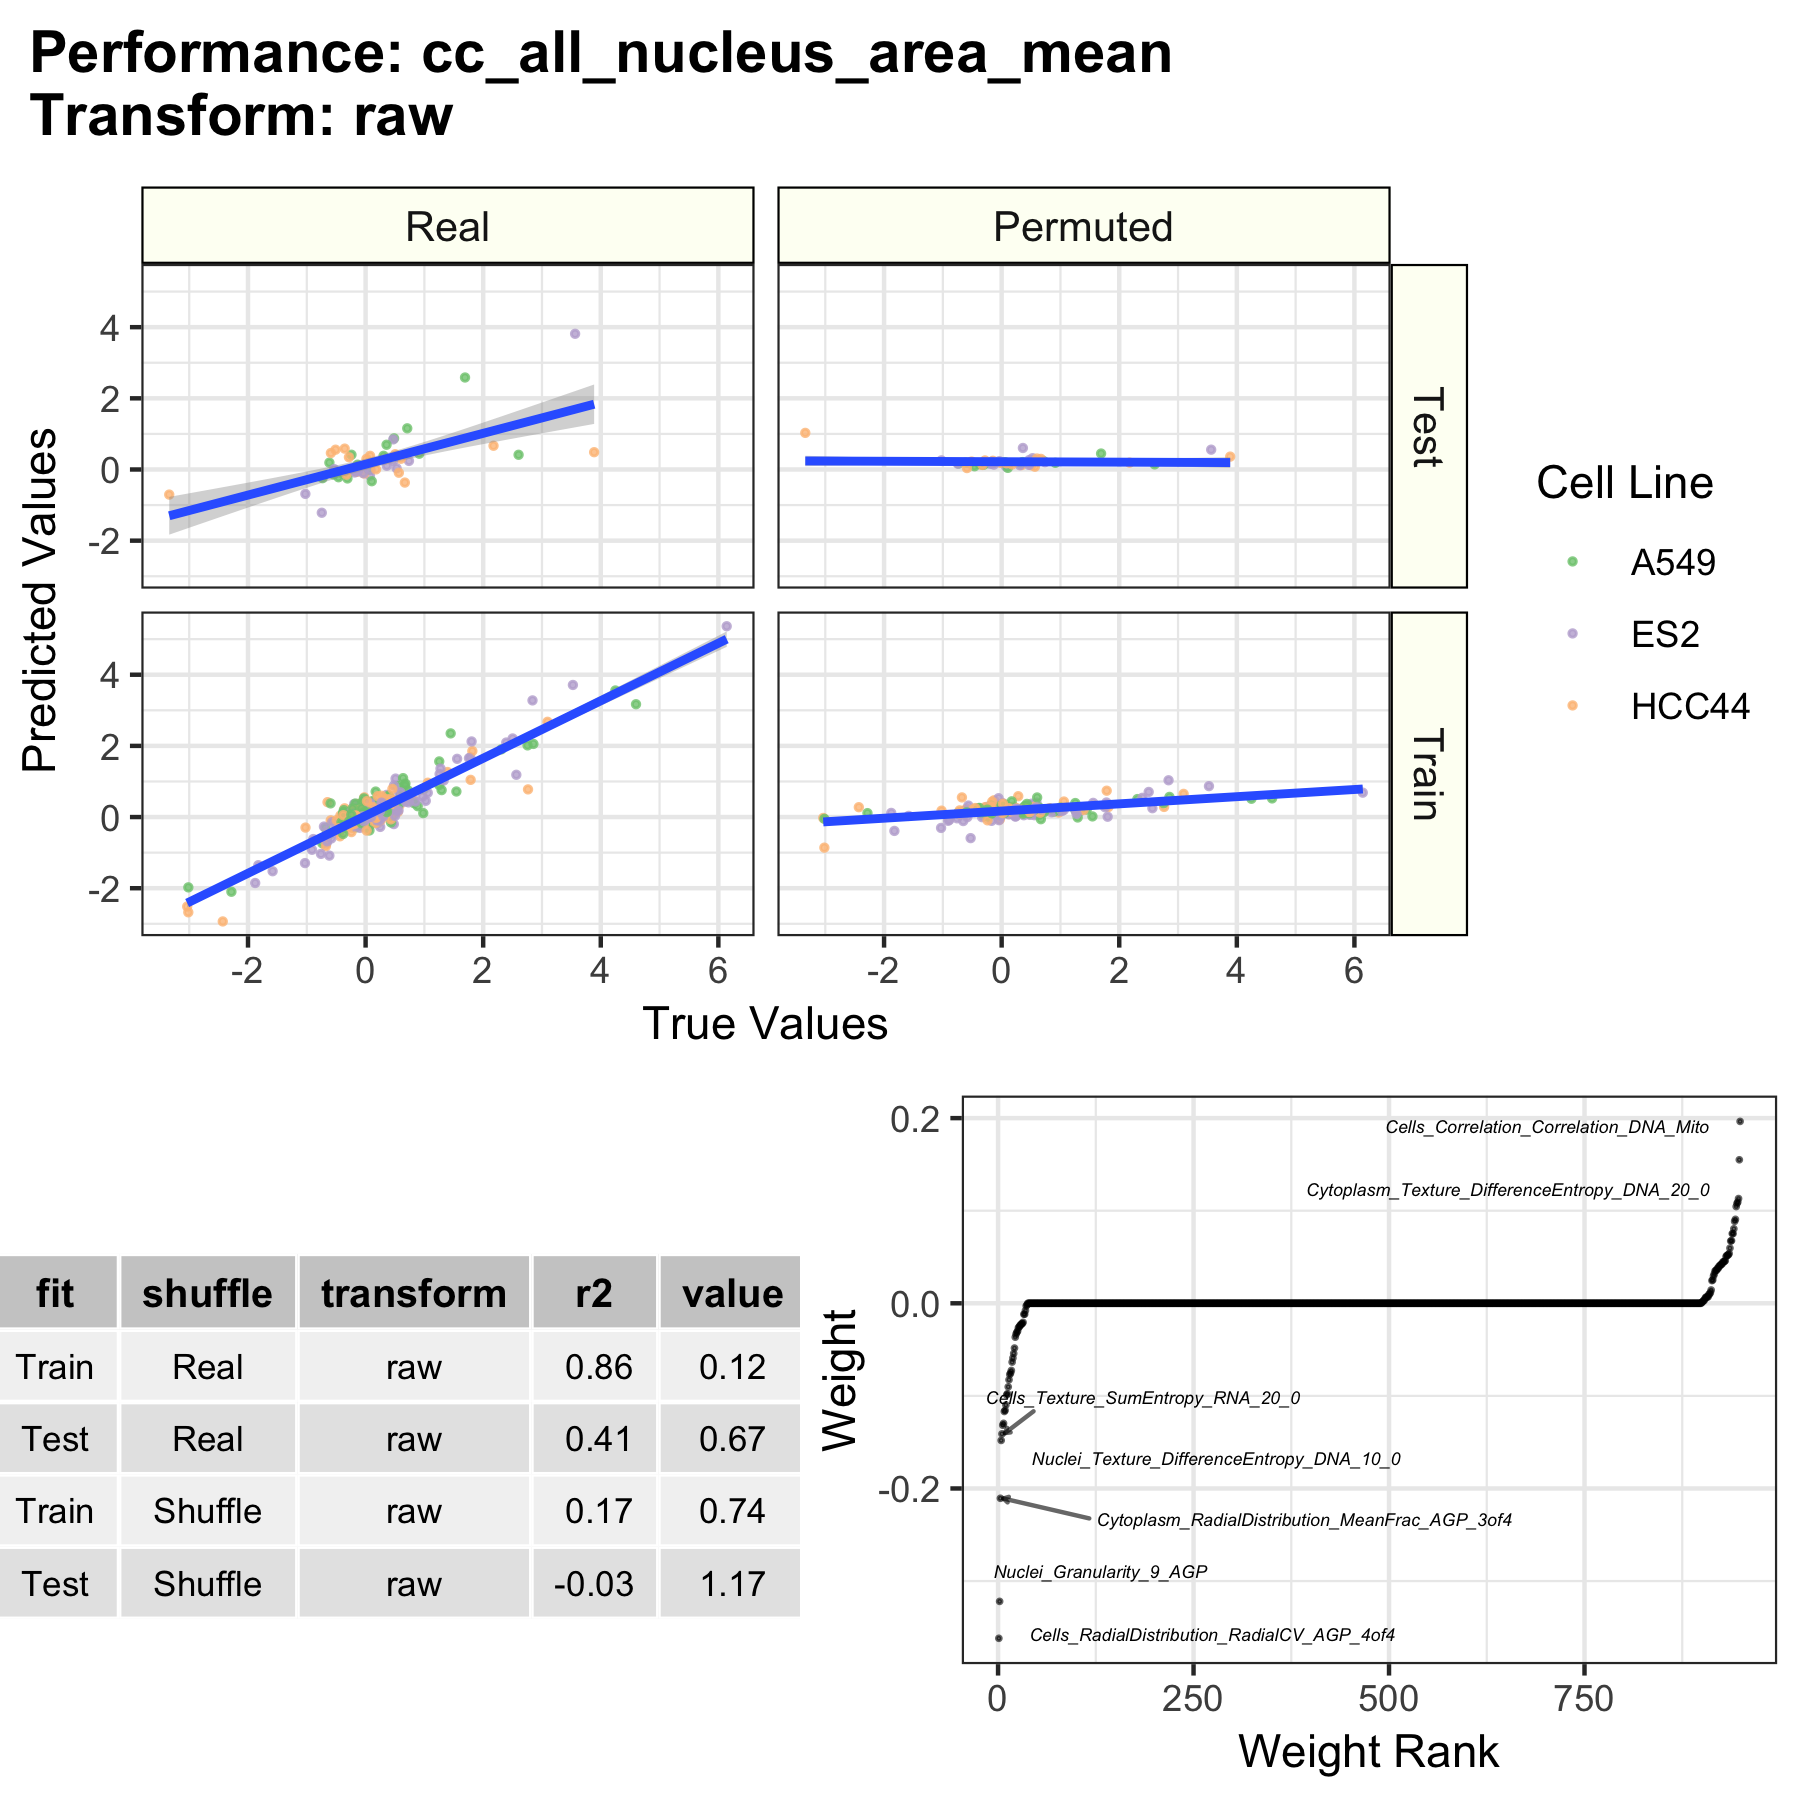 Performance: cc_all_nucleus_area_mean
Transform: raw
Real
Permuted
4
2
0
-2
Test
4
2
0
-2
Train
-2 0 2 4 6
-2 0 2 4 6
True Values
Predicted Values
Cell Line
A549
ES2
HCC44
fit shuffle transform r2 value
Train Real raw 0.86 0.12
Test Real raw 0.41 0.67
Train Shuffle raw 0.17 0.74
Test Shuffle raw -0.03 1.17
Weight
0.2
0.0
-0.2
Cells_Correlation_Correlation_DNA_Mito
Cytoplasm_Texture_DifferenceEntropy_DNA_20_0
Cells_Texture_SumEntropy_RNA_20_0
Nuclei_Texture_DifferenceEntropy_DNA_10_0
Cytoplasm_RadialDistribution_MeanFrac_AGP_3of4
Nuclei_Granularity_9_AGP
Cells_RadialDistribution_RadialCV_AGP_4of4
0 250 500 750
Weight Rank